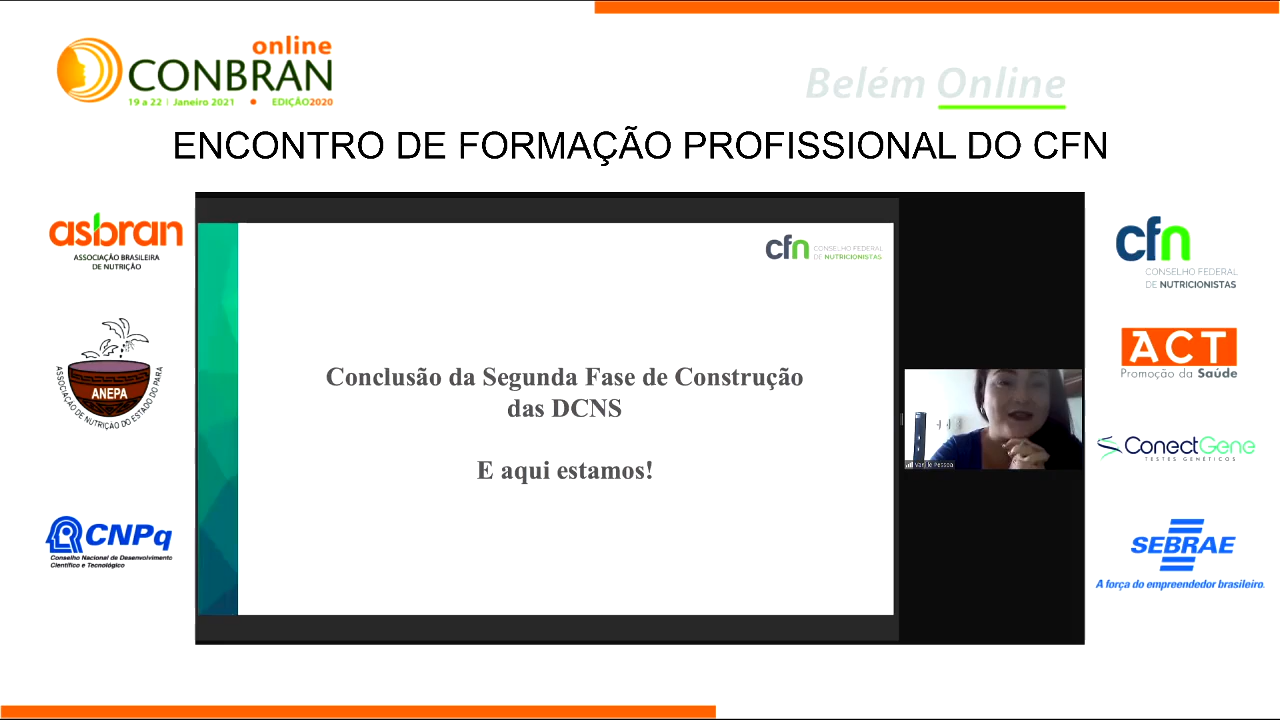 online
CONBRAN
19 a 22 | Janeiro 2021 • EDIÇÃO2020
Belém Online
ENCONTRO DE FORMAÇÃO PROFISSIONAL DO CFN
asbran
ASSOCIAÇÃO BRASILEIRA
DE NUTRIÇÃO
ANEPA
ASSOCIAÇÃO DE NUTRIÇÃO DO ESTADO DO PARÁ
CNPq
Conselho Nacional de Desenvolvimento
Científico e Tecnológico
cfn
CONSELHO FEDERAL
DE NUTRICIONISTAS
Conclusão da Segunda Fase de Construção
das DCNS
E aqui estamos!
Pessoa
cfn
CONSELHO FEDERAL
DE NUTRICIONISTAS
ACT
Promoção da Saúde
ConectGene
TESTES GENÉTICOS
SEBRAE
A força do empreendedor brasileiro.